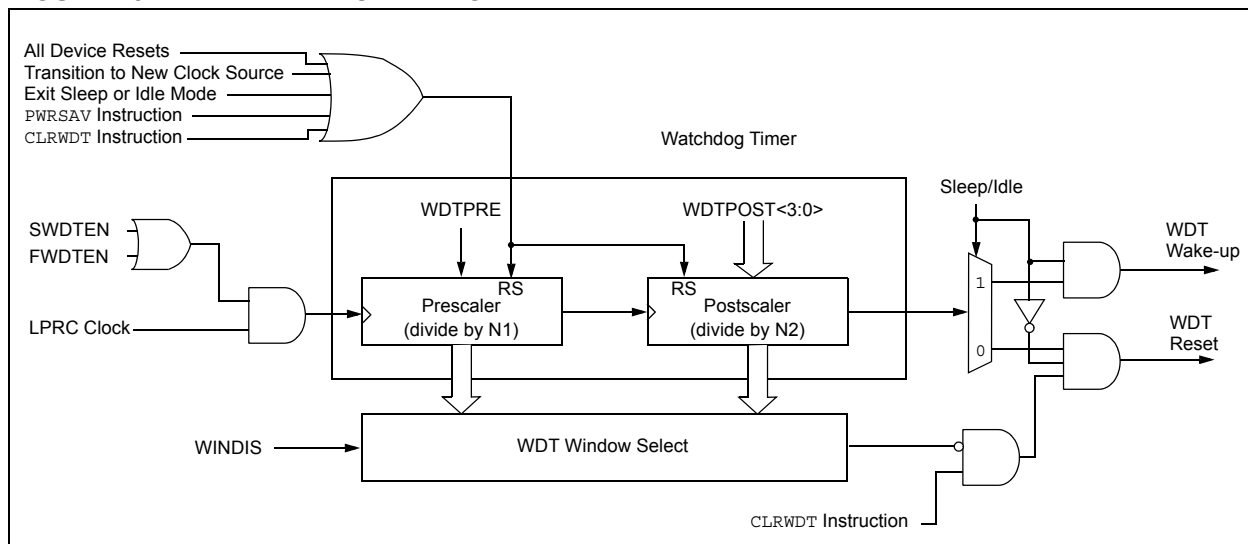 All Device Resets
Transition to New Clock Source
Exit Sleep or Idle Mode
PWRSAV Instruction
CLRWDT Instruction
Watchdog Timer
Sleep/Idle
WDTPRE
WDTPOST<3:0>
SWDTEN
FWDTEN
WDT
Wake-up
RS
RS
Prescaler
(divide by N1)
Postscaler
(divide by N2)
1
0
LPRC Clock
WDT
Reset
WINDIS
WDT Window Select
CLRWDT Instruction